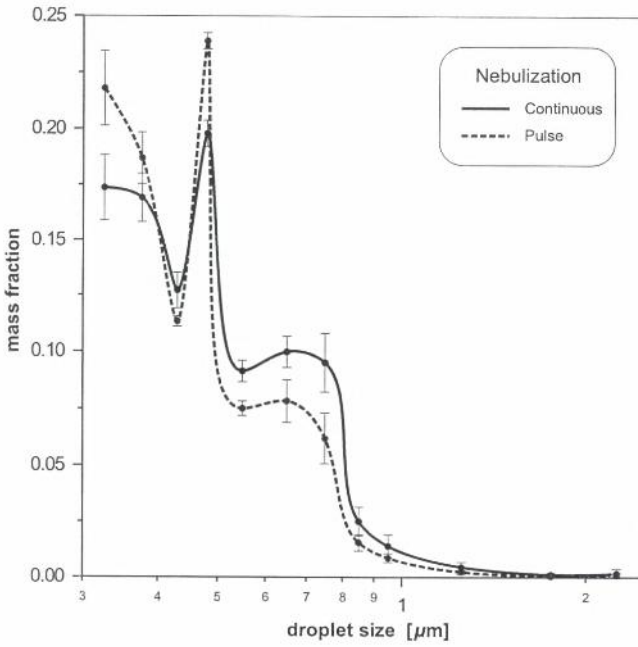 0.25
0.20
0.15
0.10
0.05
0.00
mass fraction
Nebulization
Continuous
Pulse
3 4 5 6 7 8 9 1 2
droplet size [µm]